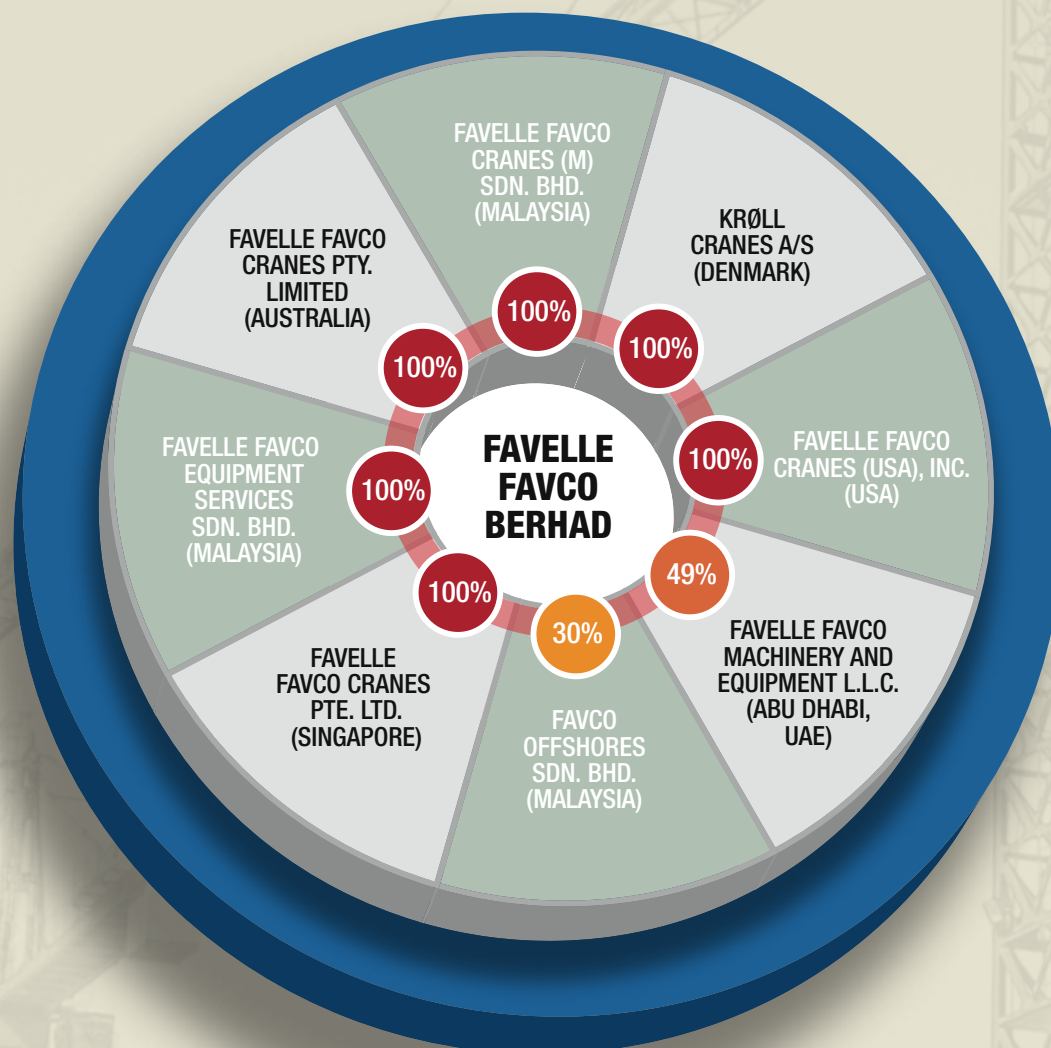 FAVELLE FAVCO
CRANES (M)
SDN. BHD.
(MALAYSIA)
100%
KRØLL
CRANES A/S
(DENMARK)
100%
FAVELLE FAVCO
CRANES (USA), INC.
(USA)
100%
FAVELLE FAVCO
MACHINERY AND
EQUIPMENT L.L.C.
(ABU DHABI,
UAE)
49%
FAVCO
OFFSHORES
SDN. BHD.
(MALAYSIA)
30%
FAVELLE
FAVCO CRANES
PTE. LTD.
(SINGAPORE)
100%
FAVELLE FAVCO
EQUIPMENT
SERVICES
SDN. BHD.
(MALAYSIA)
100%
FAVELLE FAVCO
CRANES PTY.
LIMITED
(AUSTRALIA)
100%
FAVELLE
FAVCO
BERHAD